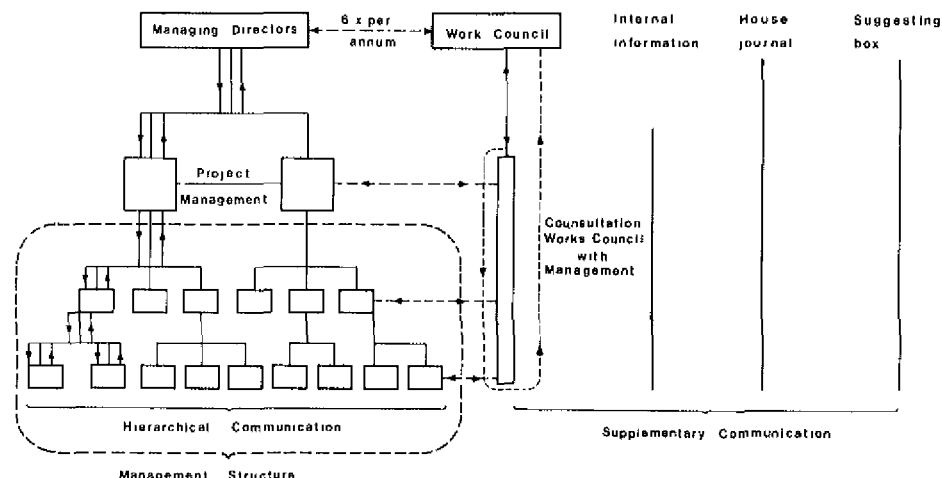 Managing Directors
6 x per
annum
Work Council
Internal
information
House
journal
Suggesting
box
Project
Management
Counsultation
Works Council
with
Management
Hierarchical Communication
Supplementary Communication
Management Structure